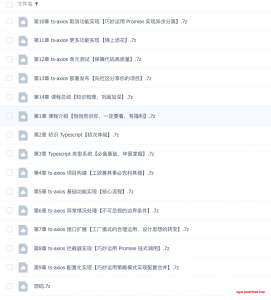 文件名
第10章 ts-axios 取消功能实现【巧妙运用 Promise 实现异步分离】.7z
第11章 ts-axios 更多功能实现【锦上添花】.7z
第12章 ts-axios 单元测试【保障代码高质量】.7z
第13章 ts-axios 部署发布【向社区分享你的项目】.7z
第14章 课程总结【知识梳理，巩固加深】.7z
第1章 课程介绍【悄悄告诉你，一定要看，有福利】.7z
第2章 初识 Typescript【初次体验】.7z
第3章 Typescript 类型系统【必备基础，牢固掌握】.7z
第4章 ts-axios 项目构建【工欲善其事必先利其器】.7z
第5章 ts-axios 基础功能实现【核心流程】.7z
第6章 ts-axios 异常情况处理【不可忽视的边界条件】.7z
第7章 ts-axios 接口扩展【工厂模式的合理运用、设计思想的转变】.7z
第8章 ts-axios 拦截器实现【巧妙运用 Promise 链式调用】.7z
第9章 ts-axios 配置化实现【巧妙运用策略模式实现配置合并】.7z